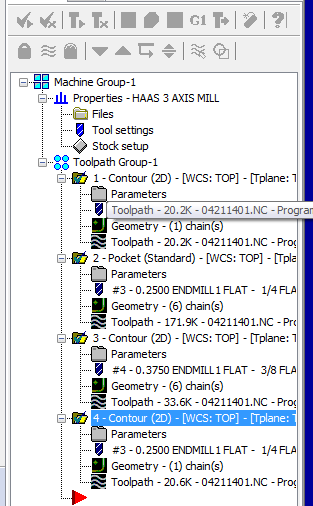 G1
Machine Group-1
Properties - HAAS 3 AXIS MILL
Files
Tool settings
Stock setup
Toolpath Group-1
1 - Contour (2D) - [WCS: TOP] - [Tplane: T
Parameters
Toolpath - 20.2K - 04211401.NC - Program
Geometry - (1) chain(s)
Toolpath - 20.2K - 04211401.NC - Prog
2 - Pocket (Standard) - [WCS: TOP] - [Tpla
Parameters
#3 - 0.2500 ENDMILL1 FLAT - 1/4 FLA
Geometry - (6) chain(s)
Toolpath - 171.9K - 04211401.NC - Pro
3 - Contour (2D) - [WCS: TOP] - [Tplane: T
Parameters
#4 - 0.3750 ENDMILL1 FLAT - 3/8 FLA
Geometry - (6) chain(s)
Toolpath - 33.6K - 04211401.NC - Prog
4 - Contour (2D) - [WCS: TOP] - [Tplane: T
Parameters
#3 - 0.2500 ENDMILL1 FLAT - 1/4 FLA
Geometry - (1) chain(s)
Toolpath - 20.6K - 04211401.NC - Prog